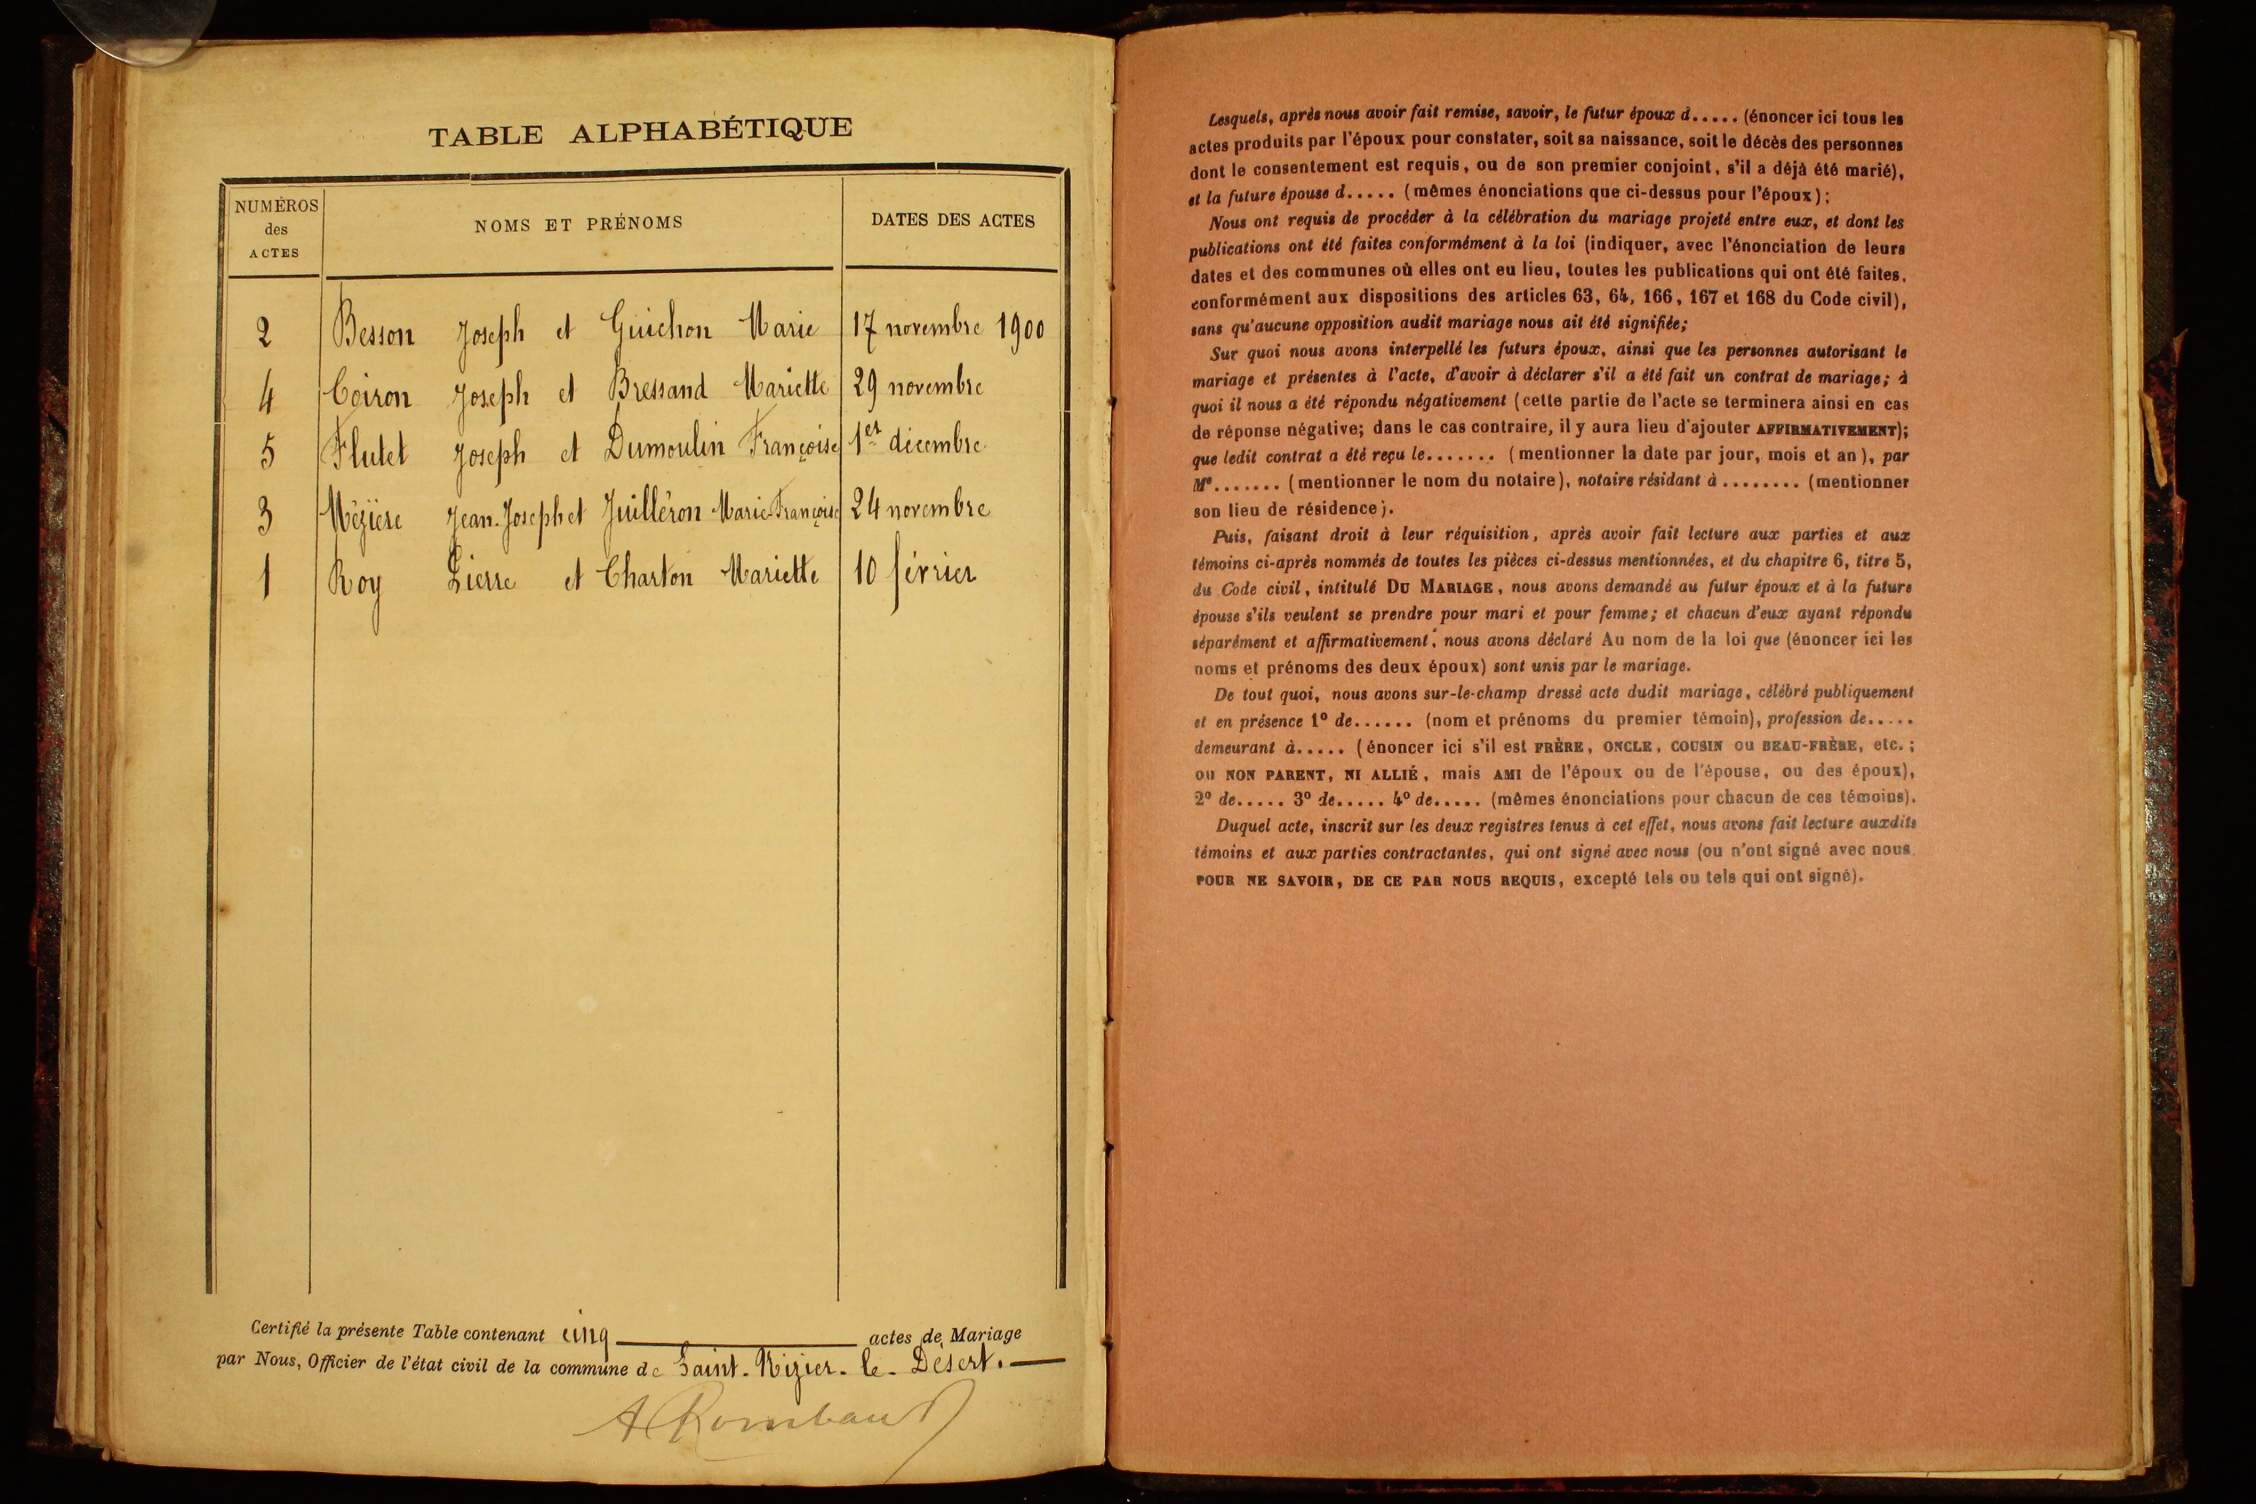 TABLE ALPHABÉTIQUE
NUMÉROS
des
ACTES
NOMS ET PRÉNOMS
DATES DES ACTES
2 Besson Joseph et Guichon Marie 17 novembre 1900
4 Coiron Joseph et Bressand Mariette 29 novembre
5 Flutet Joseph et Dumoulin Françoise 1er décembre
3 Mézière Jean-Joseph et Juilléron Marie-Françoise 24 novembre
1 Roy Pierre et Charton Mariette 10 février
Certifié la présente Table contenant cinq actes de Mariage
par Nous, Officier de l'état civil de la commune de Saint-Nizier-le-Désert.
A Rombaud
Lesquels, après nous avoir fait remise, savoir, le futur époux d..... (énoncer ici tous les
actes produits par l'époux pour constater, soit sa naissance, soit le décès des personnes
dont le consentement est requis, ou de son premier conjoint, s'il a déjà été marié),
et la future épouse d..... (mêmes énonciations que ci-dessus pour l'époux);
Nous ont requis de procéder à la célébration du mariage projeté entre eux, et dont les
publications ont été faites conformément à la loi (indiquer, avec l'énonciation de leurs
dates et des communes où elles ont eu lieu, toutes les publications qui ont été faites,
conformément aux dispositions des articles 63, 64, 166, 167 et 168 du Code civil),
sans qu'aucune opposition audit mariage nous ait été signifiée;
Sur quoi nous avons interpellé les futurs époux, ainsi que les personnes autorisant le
mariage et présentes à l'acte, d'avoir à déclarer s'il a été fait un contrat de mariage; à
quoi il nous a été répondu négativement (cette partie de l'acte se terminera ainsi en cas
de réponse négative; dans le cas contraire, il y aura lieu d'ajouter AFFIRMATIVEMENT);
que ledit contrat a été reçu le....... (mentionner la date par jour, mois et an), par
Me....... (mentionner le nom du notaire), notaire résidant à ........ (mentionner
son lieu de résidence).
Puis, faisant droit à leur réquisition, après avoir fait lecture aux parties et aux
témoins ci-après nommés de toutes les pièces ci-dessus mentionnées, et du chapitre 6, titre 5,
du Code civil, intitulé DU MARIAGE, nous avons demandé au futur époux et à la future
épouse s'ils veulent se prendre pour mari et pour femme; et chacun d'eux ayant répondu
séparément et affirmativement, nous avons déclaré Au nom de la loi que (énoncer ici les
noms et prénoms des deux époux) sont unis par le mariage.
De tout quoi, nous avons sur-le-champ dressé acte dudit mariage, célébré publiquement
et en présence 1º de...... (nom et prénoms du premier témoin), profession de.....
demeurant à..... (énoncer ici s'il est FRÈRE, ONCLE, COUSIN ou BEAU-FRÈRE, etc.;
ou NON PARENT, NI ALLIÉ, mais AMI de l'époux ou de l'épouse, ou des époux),
2º de..... 3º de..... 4º de..... (mêmes énonciations pour chacun de ces témoins).
Duquel acte, inscrit sur les deux registres tenus à cet effet, nous avons fait lecture auxdits
témoins et aux parties contractantes, qui ont signé avec nous (ou n'ont signé avec nous
POUR NE SAVOIR, DE CE PAR NOUS REQUIS, excepté tels ou tels qui ont signé).